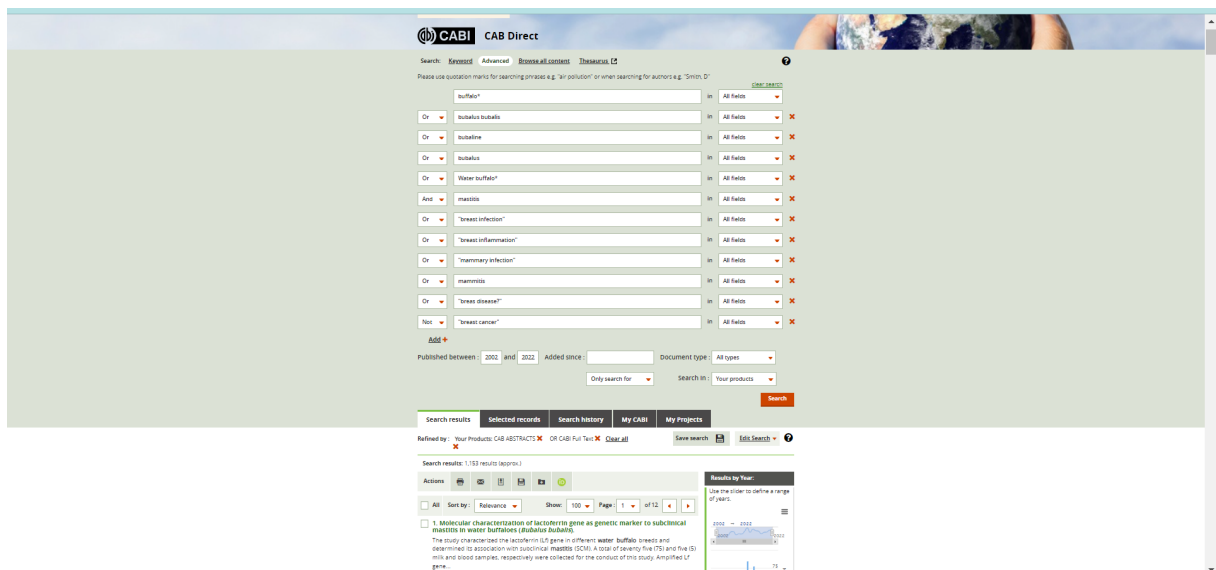 CABI CAB Direct
Search: Keyword Advanced Browse all content Thesaurus
Please use quotation marks for searching phrases e.g. "air pollution" or when searching for authors e.g. "Smith, D"
clear search
buffalo* in All fields
Or bubalus bubalis in All fields
Or bubaline in All fields
Or bubalus in All fields
Or Water buffalo* in All fields
And mastitis in All fields
Or "breast infection" in All fields
Or "breast inflammation" in All fields
Or "mammary infection" in All fields
Or mammitis in All fields
Or "breas disease?" in All fields
Not "breast cancer" in All fields
Add
Published between : 2002 and 2022 Added since : Document type : All types
Only search for Search in : Your products
Search
Search results Selected records Search history My CABI My Projects
Refined by : Your Products: CAB ABSTRACTS OR CABI Full Text Clear all Save search Edit Search
Search results: 1,153 results (approx.)
Actions Results by Year:
Use the slider to define a range
of years.
All Sort by : Relevance Show: 100 Page : 1 of 12
1. Molecular characterization of lactoferrin gene as genetic marker to subclinical
mastitis in water buffaloes (Bubalus bubalis).
2002 — 2022
The study characterized the lactoferrin (Lf) gene in different water buffalo breeds and
determined its association with subclinical mastitis (SCM). A total of seventy five (75) and five (5)
milk and blood samples, respectively were collected for the conduct of this study. Amplified Lf
gene...
73